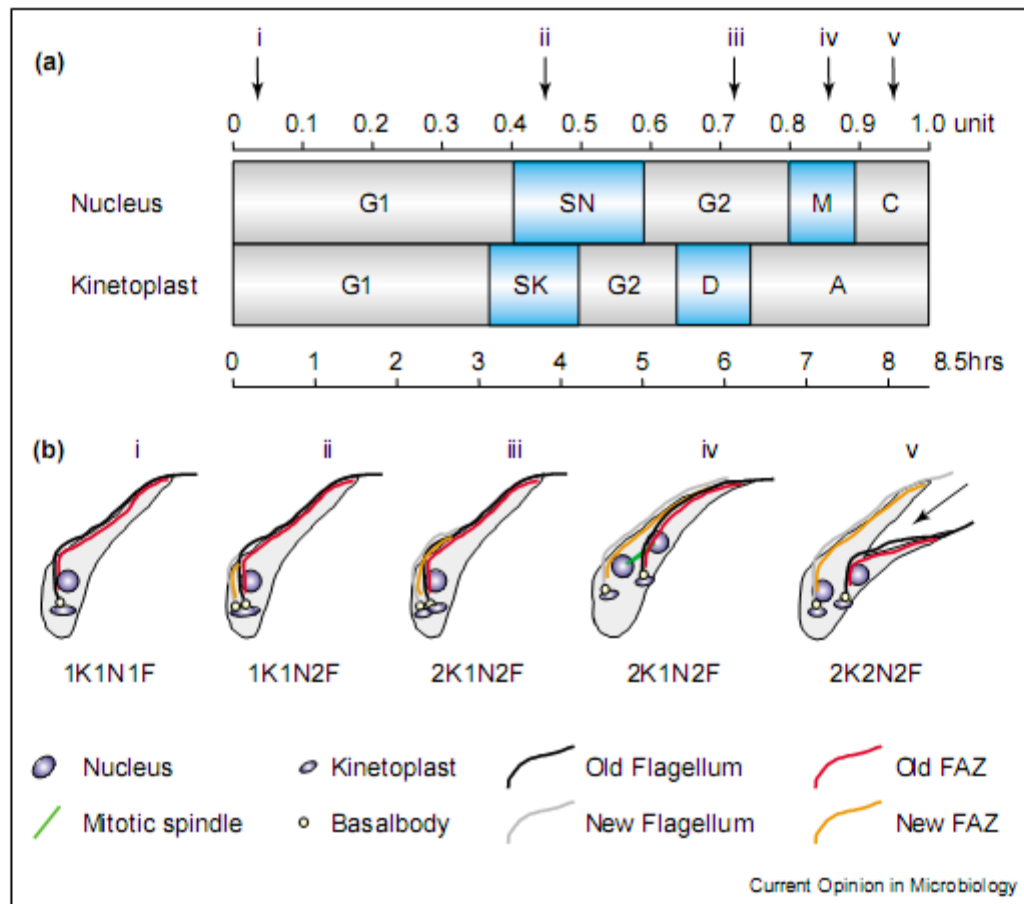 (a)
i ii iii iv v
0 0.1 0.2 0.3 0.4 0.5 0.6 0.7 0.8 0.9 1.0 unit
Nucleus G1 SN G2 M C
Kinetoplast G1 SK G2 D A
0 1 2 3 4 5 6 7 8 8.5hrs
(b) i ii iii iv v
1K1N1F 1K1N2F 2K1N2F 2K1N2F 2K2N2F
Nucleus Kinetoplast Old Flagellum Old FAZ
Mitotic spindle Basalbody New Flagellum New FAZ
Current Opinion in Microbiology